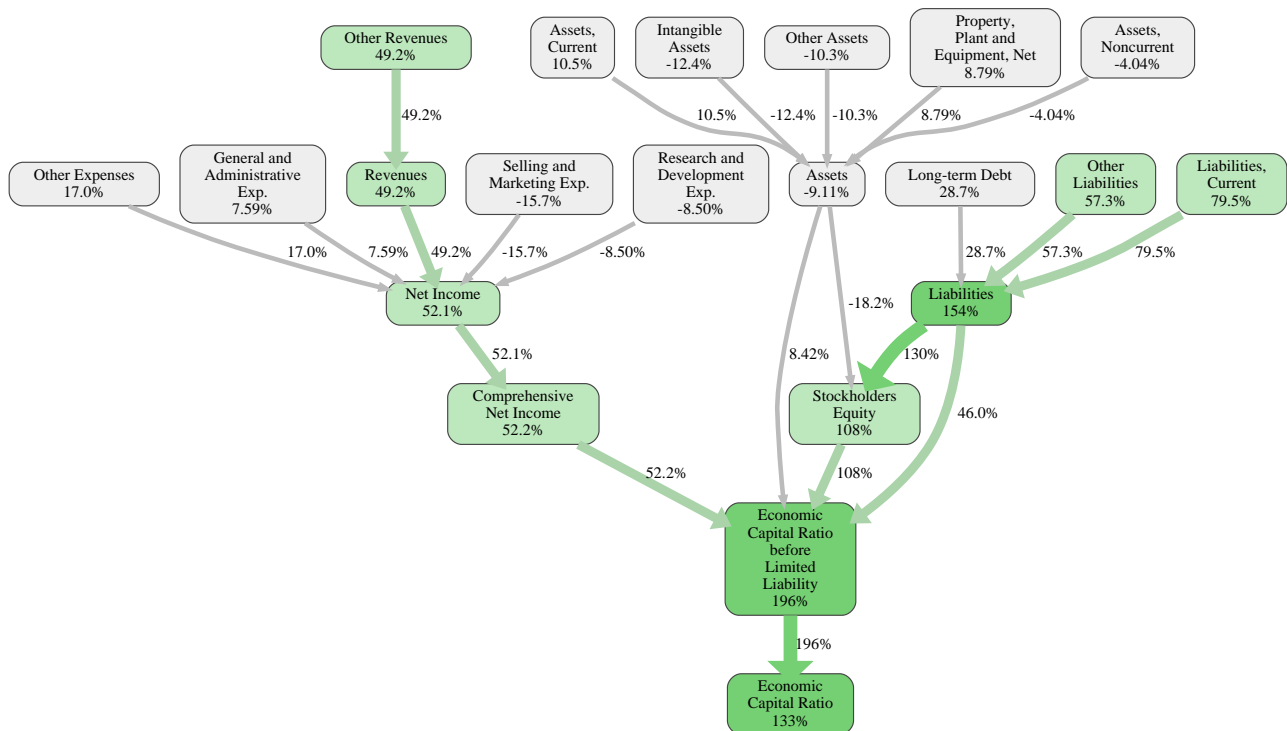 Other Revenues
49.2%
Assets,
Current
10.5%
Intangible
Assets
-12.4%
Other Assets
-10.3%
Property,
Plant and
Equipment, Net
8.79%
Assets,
Noncurrent
-4.04%
49.2%
10.5%
-12.4%
-10.3%
8.79%
-4.04%
Other Expenses
17.0%
General and
Administrative
Exp.
7.59%
Revenues
49.2%
Selling and
Marketing Exp.
-15.7%
Research and
Development
Exp.
-8.50%
Assets
-9.11%
Long-term Debt
28.7%
Other
Liabilities
57.3%
Liabilities,
Current
79.5%
17.0%
7.59%
49.2%
-15.7%
-8.50%
28.7%
57.3%
79.5%
Net Income
52.1%
Liabilities
154%
-18.2%
52.1%
8.42%
130%
Comprehensive
Net Income
52.2%
Stockholders
Equity
108%
46.0%
52.2%
108%
Economic
Capital Ratio
before
Limited
Liability
196%
196%
Economic
Capital Ratio
133%